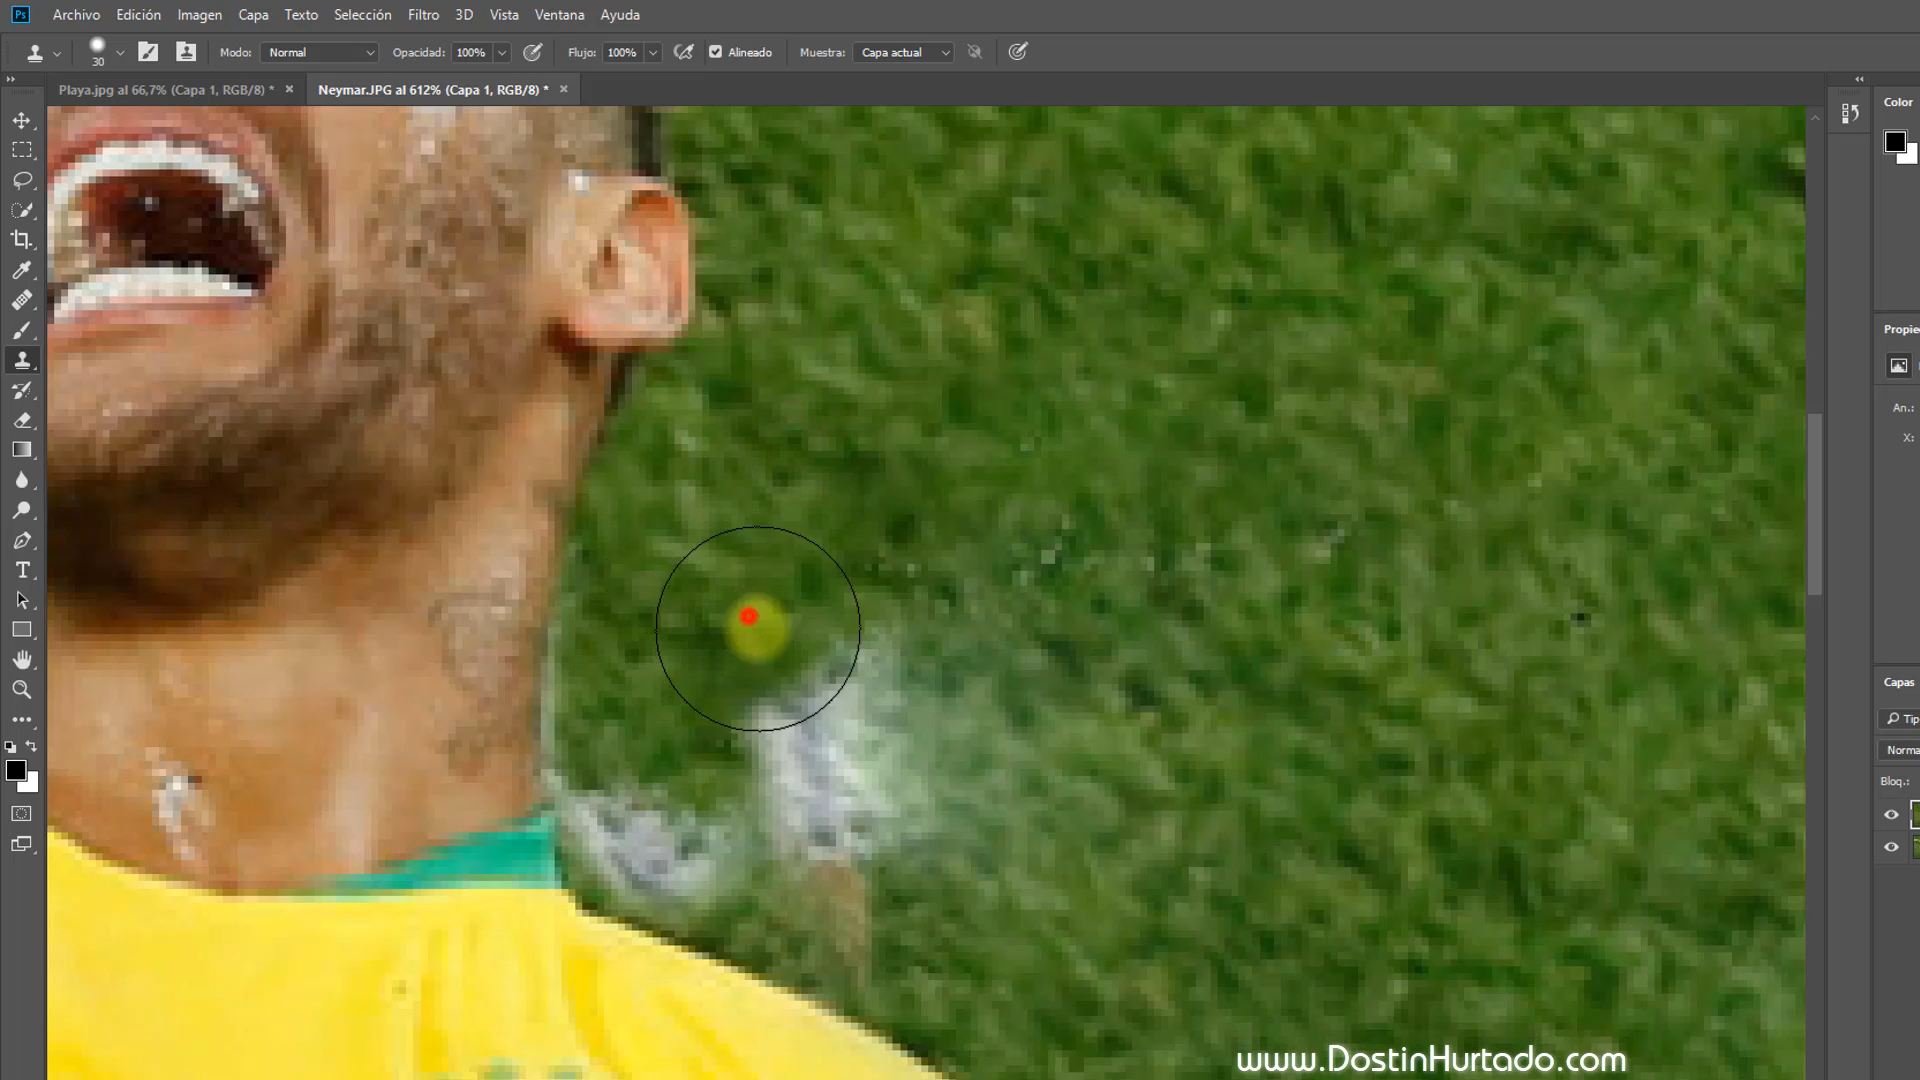 Ps Archivo Edición Imagen Capa Texto Selección Filtro 3D Vista Ventana Ayuda
30 Modo: Normal Opacidad: 100% Flujo: 100% Alineado Muestra: Capa actual
Playa.jpg al 66,7% (Capa 1, RGB/8) * Neymar.JPG al 612% (Capa 1, RGB/8) *
Color
Propie
An.:
X:
Capas
Tip
Norma
Bloq.:
www.DostinHurtado.com